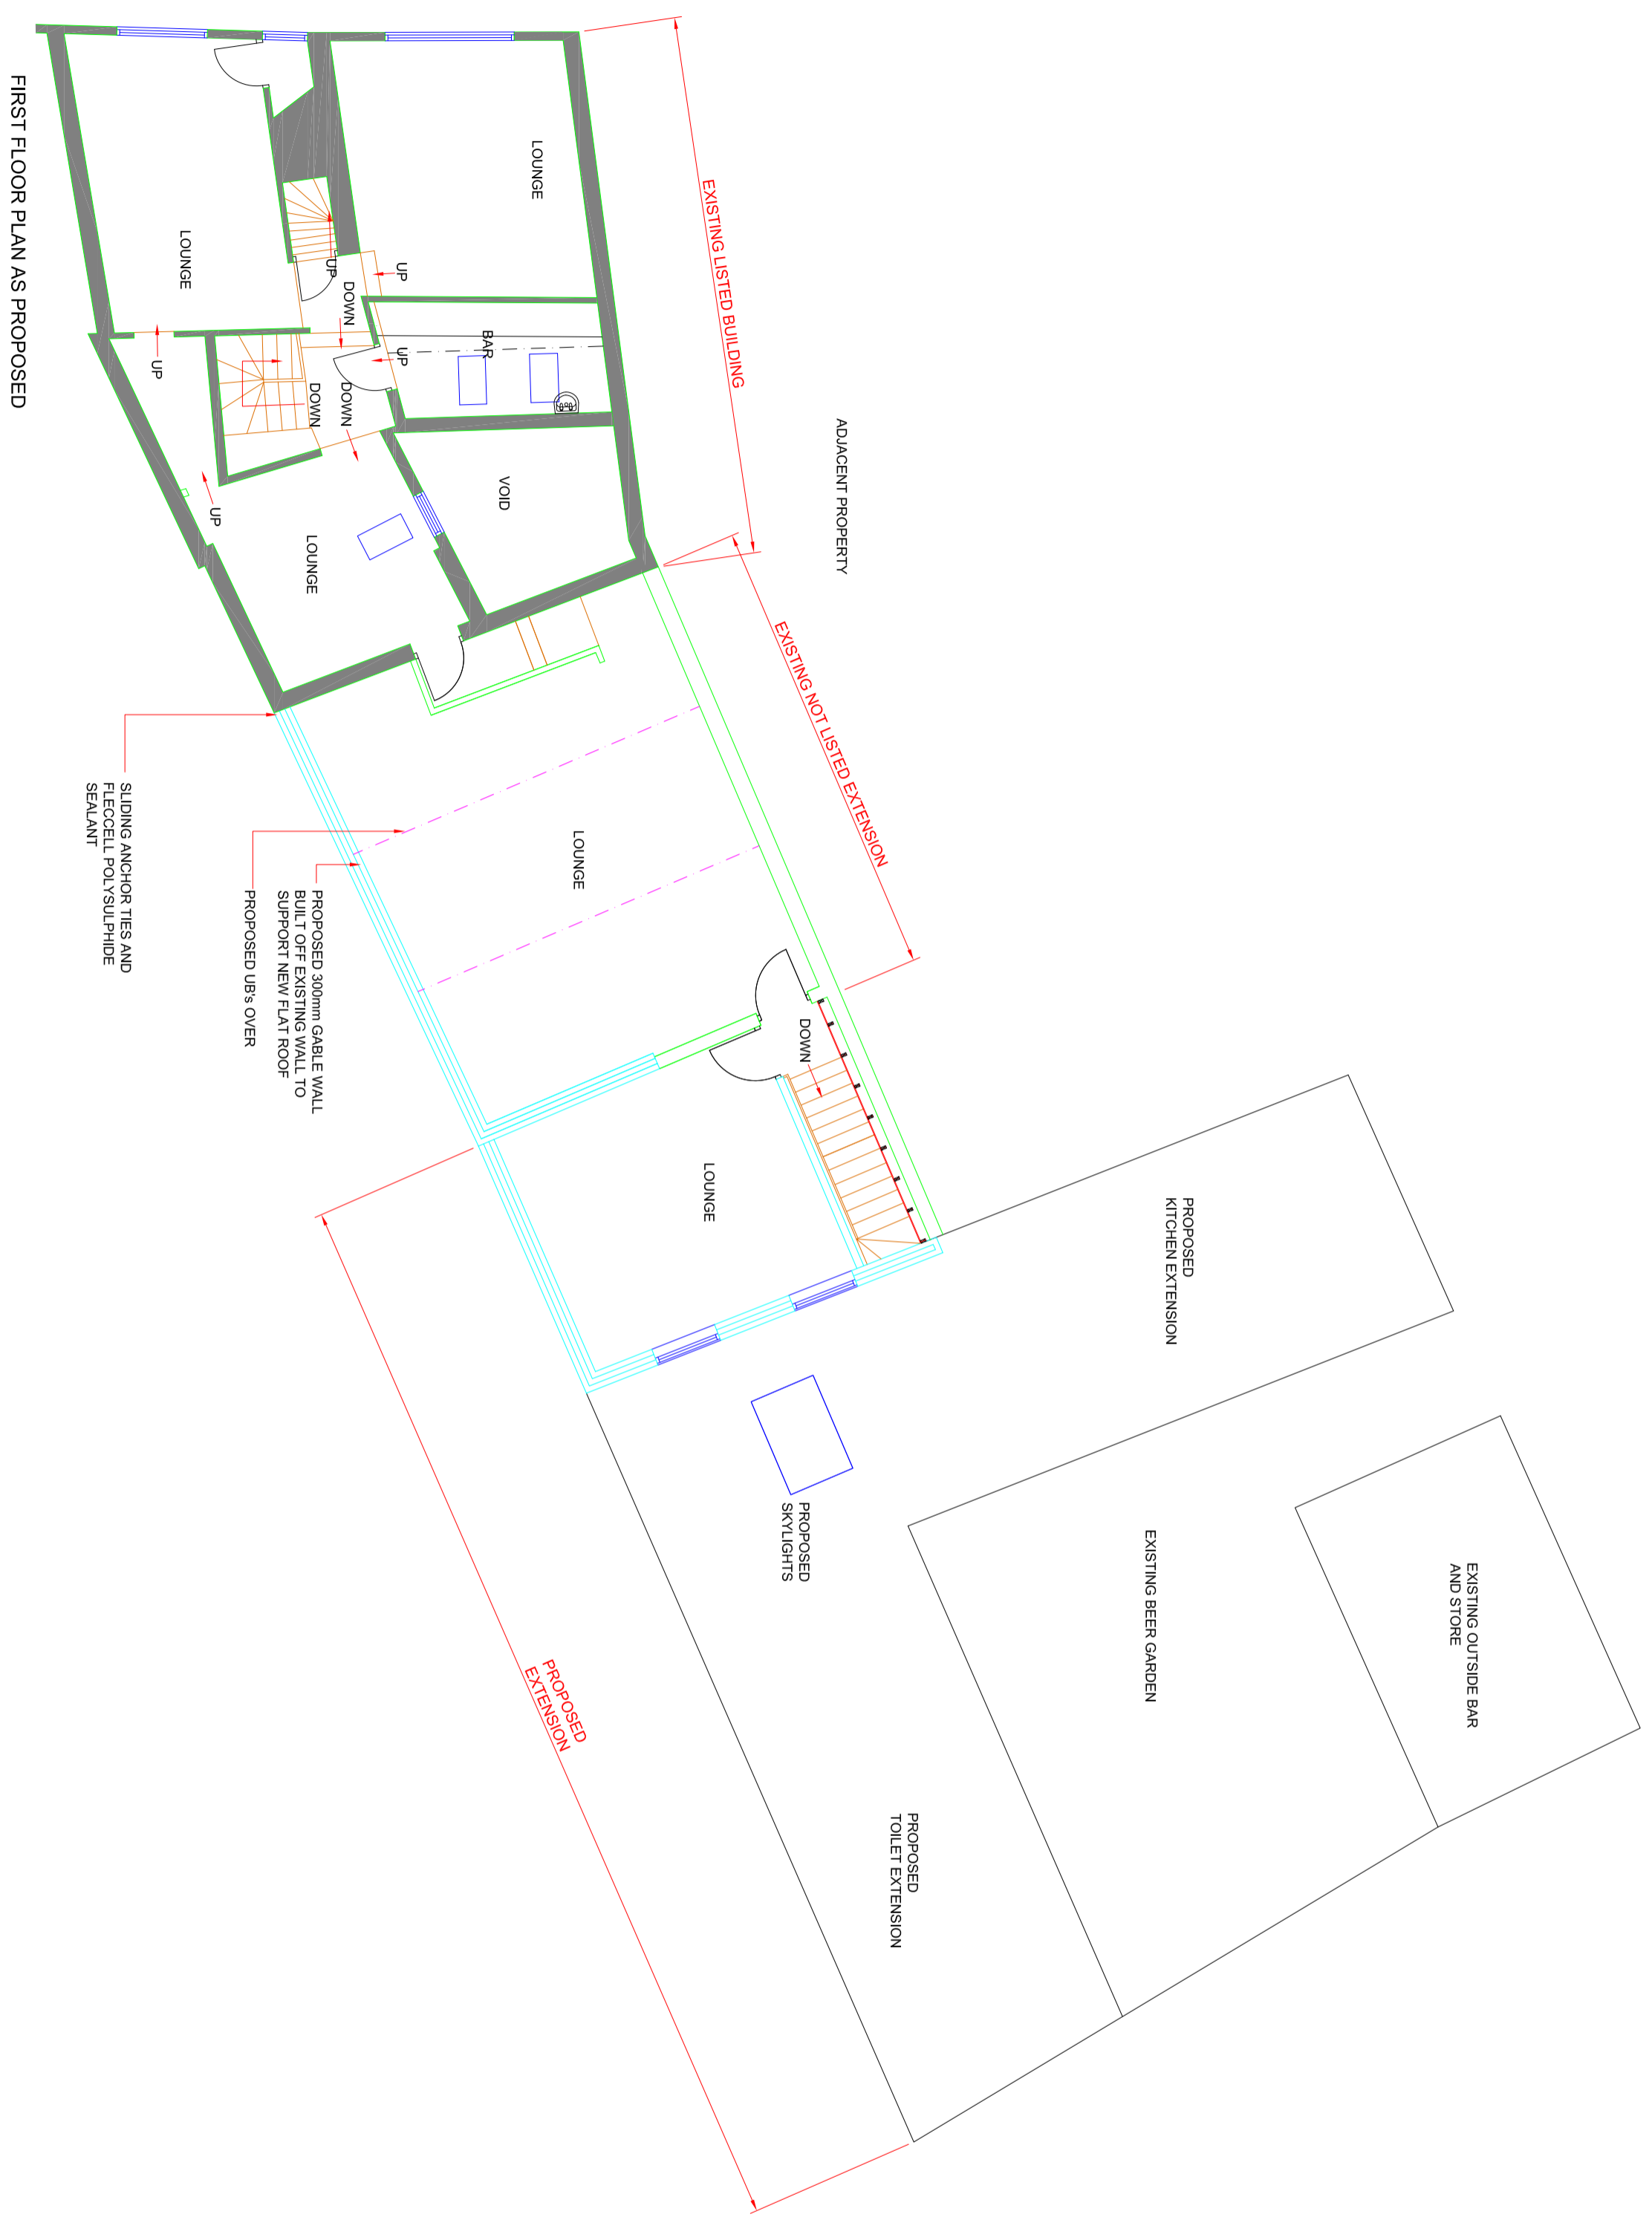 FIRST FLOOR PLAN AS PROPOSED
LOUNGE
LOUNGE
EXISTING LISTED BUILDING
UP
UP
DOWN
BAR
UP
UP
DOWN
DOWN
VOID
UP
LOUNGE
ADJACENT PROPERTY
EXISTING NOT LISTED EXTENSION
SLIDING ANCHOR TIES AND
FLECCELL POLYSULPHIDE
SEALANT
LOUNGE
PROPOSED 300mm GABLE WALL
BUILT OFF EXISTING WALL TO
SUPPORT NEW FLAT ROOF
PROPOSED UB's OVER
DOWN
LOUNGE
PROPOSED
KITCHEN EXTENSION
PROPOSED
SKYLIGHTS
EXISTING BEER GARDEN
EXISTING OUTSIDE BAR
AND STORE
PROPOSED
EXTENSION
PROPOSED
TOILET EXTENSION